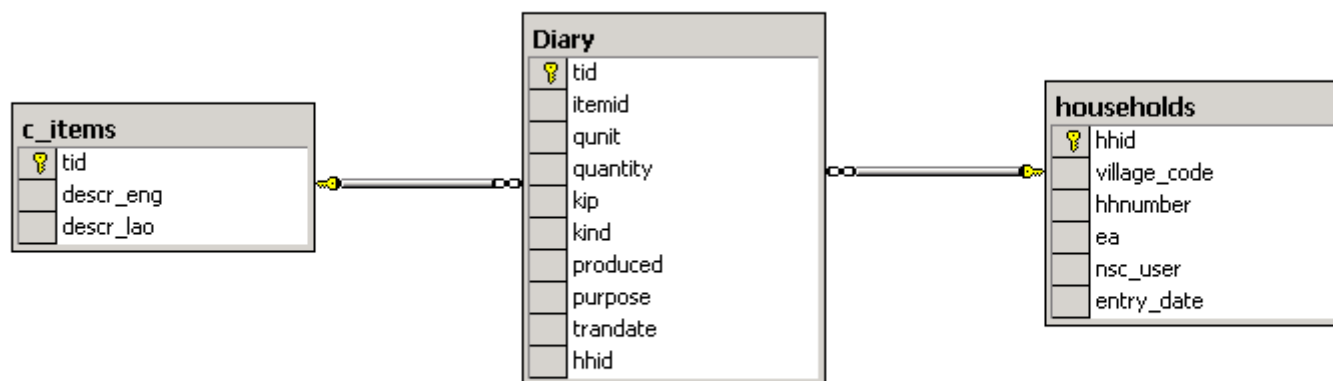 c_items
tid
descr_eng
descr_lao
Diary
tid
itemid
qunit
quantity
kip
kind
produced
purpose
trandate
hhid
households
hhid
village_code
hhnumber
ea
nsc_user
entry_date